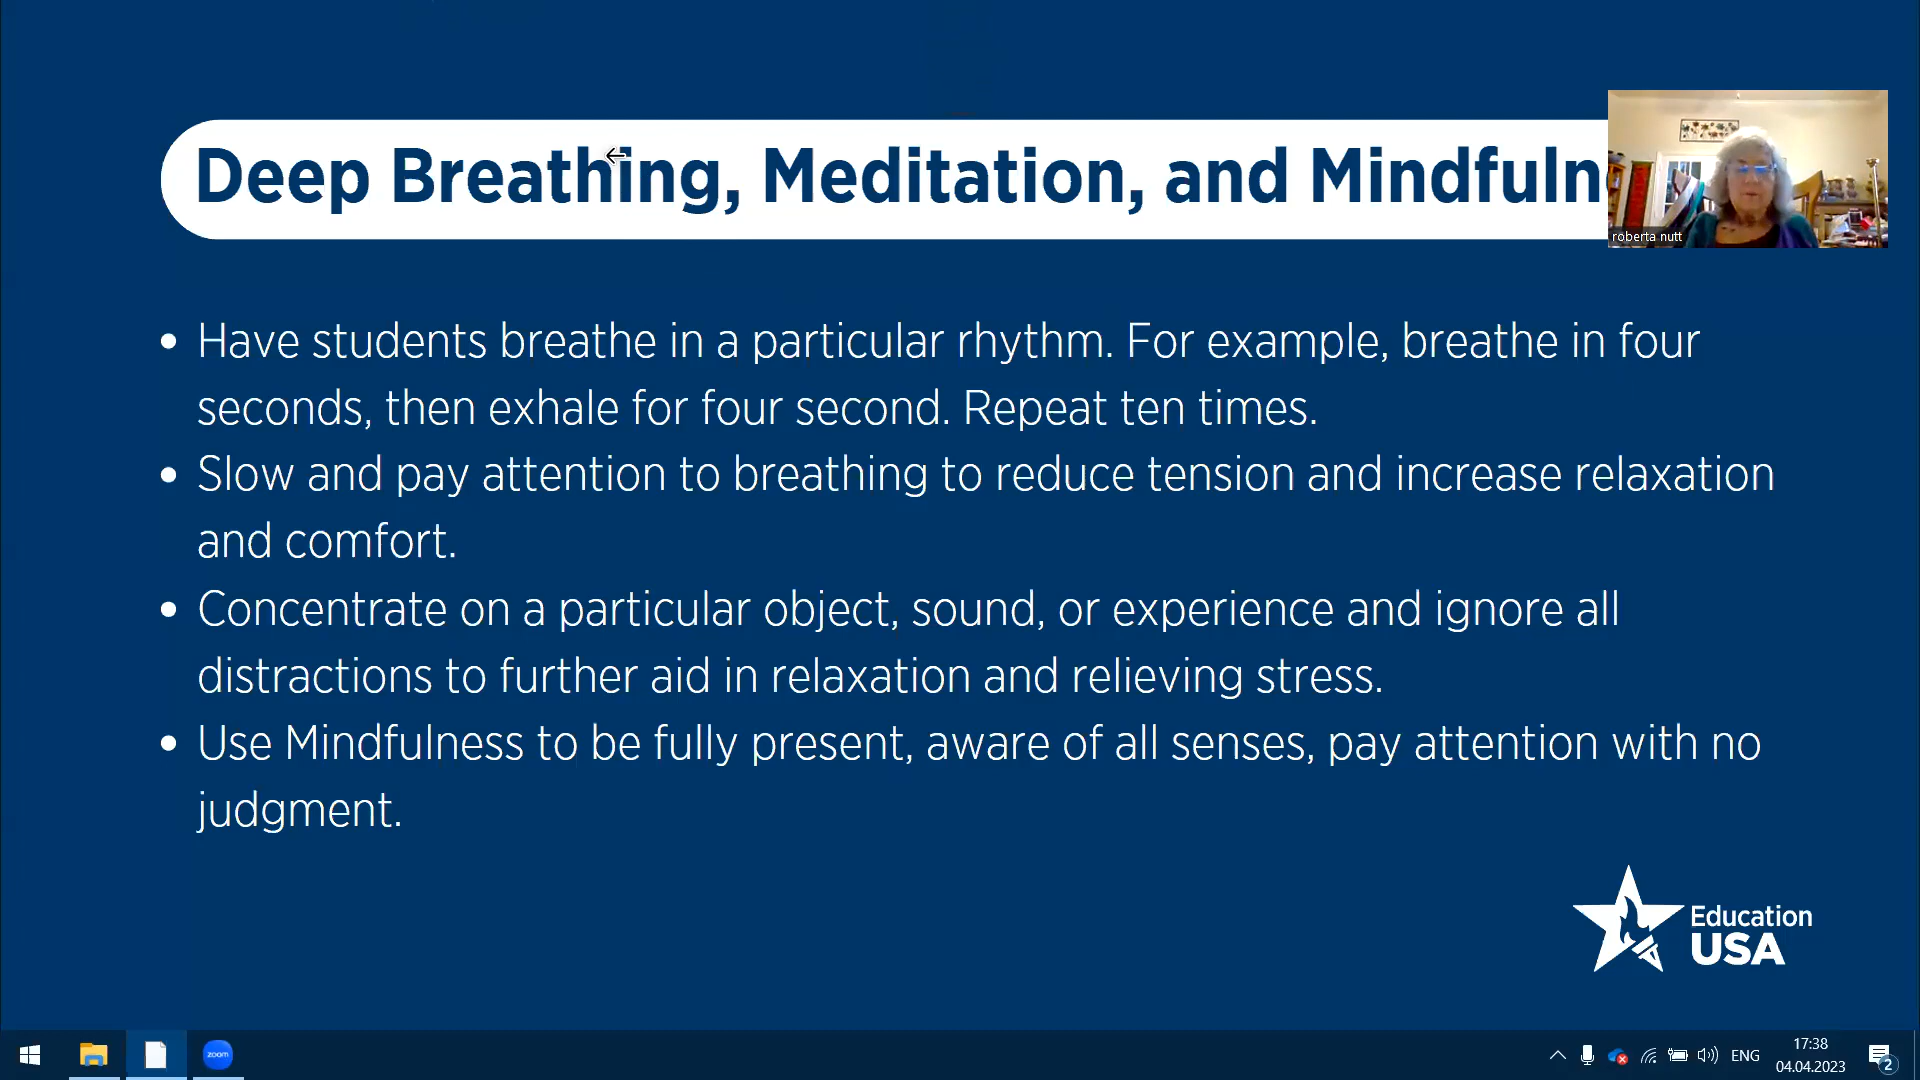 Deep Breathing, Meditation, and Mindfuln
roberta nutt
• Have students breathe in a particular rhythm. For example, breathe in four
seconds, then exhale for four second. Repeat ten times.
• Slow and pay attention to breathing to reduce tension and increase relaxation
and comfort.
• Concentrate on a particular object, sound, or experience and ignore all
distractions to further aid in relaxation and relieving stress.
• Use Mindfulness to be fully present, aware of all senses, pay attention with no
judgment.
Education
USA
zoom
ENG
17:38
04.04.2023
2